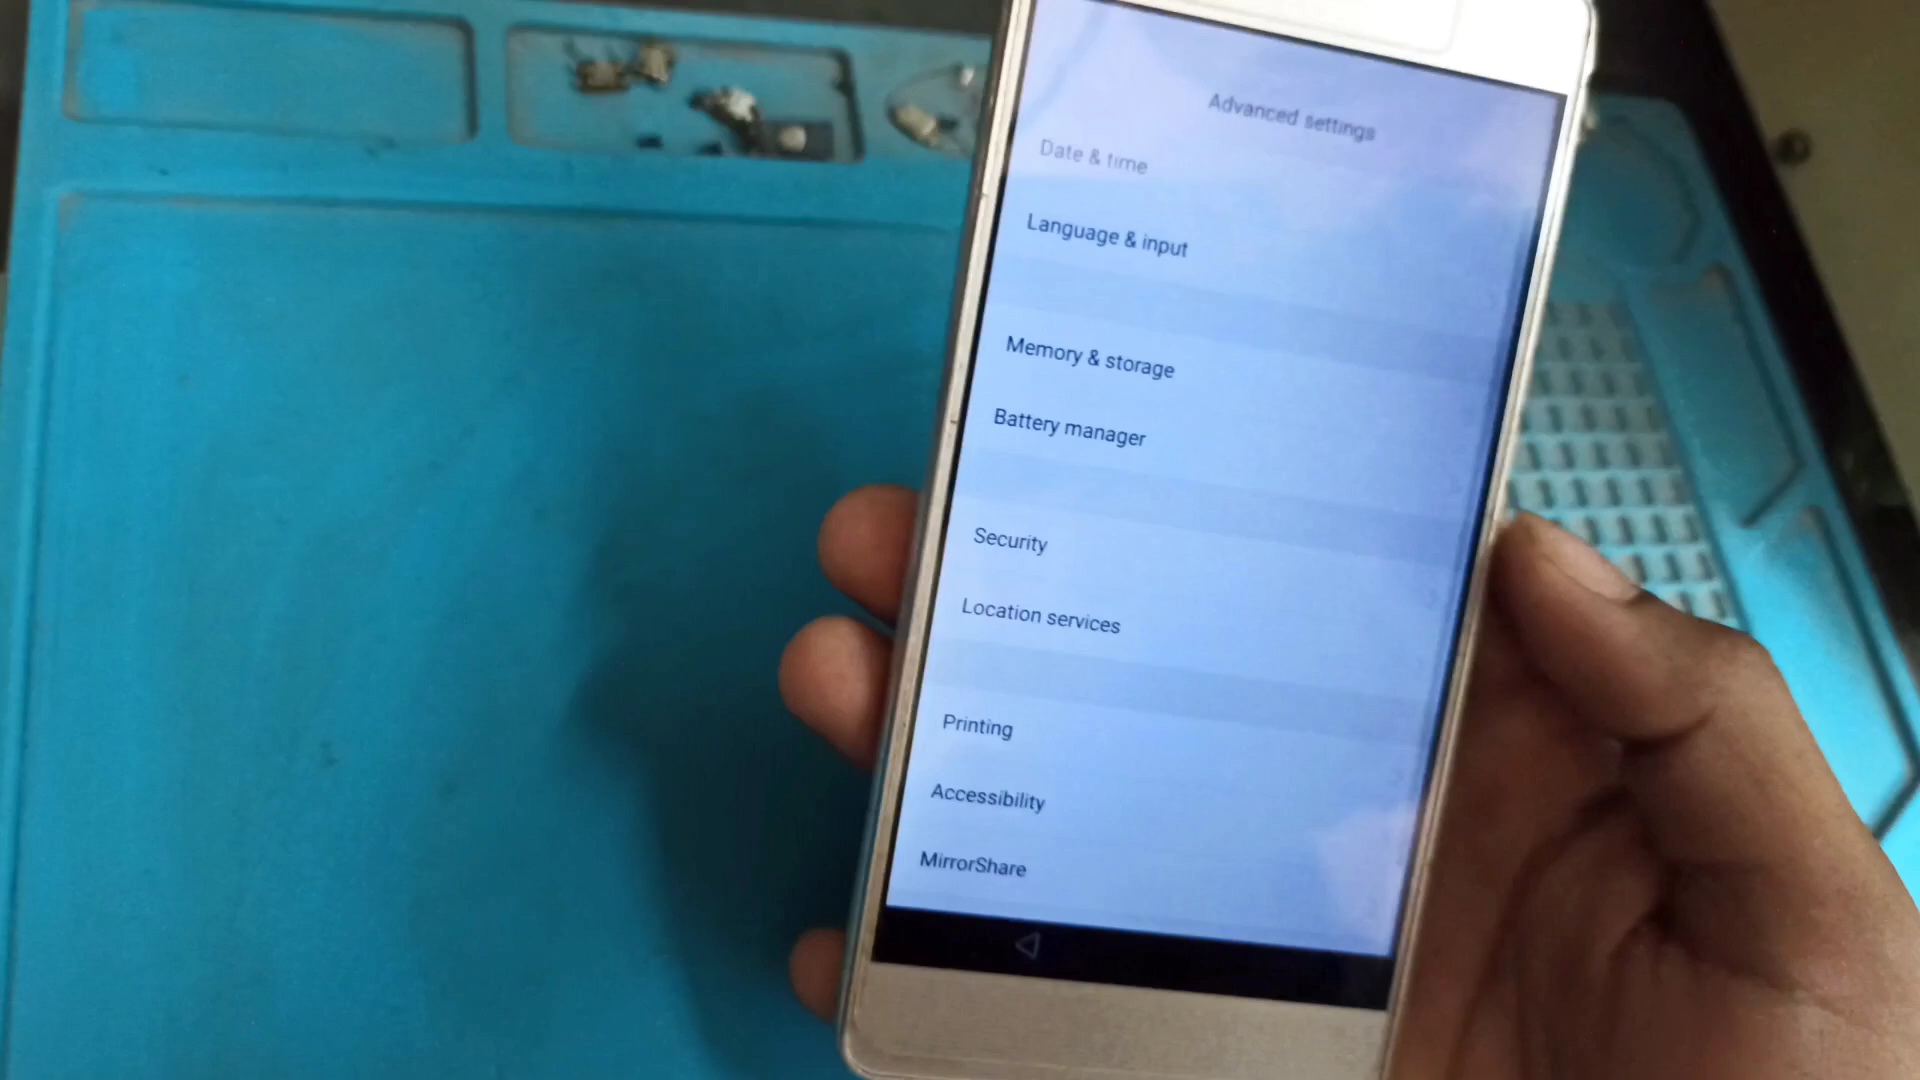 Advanced settings
Date & time
Language & input
Memory & storage
Battery manager
Security
Location services
Printing
Accessibility
MirrorShare